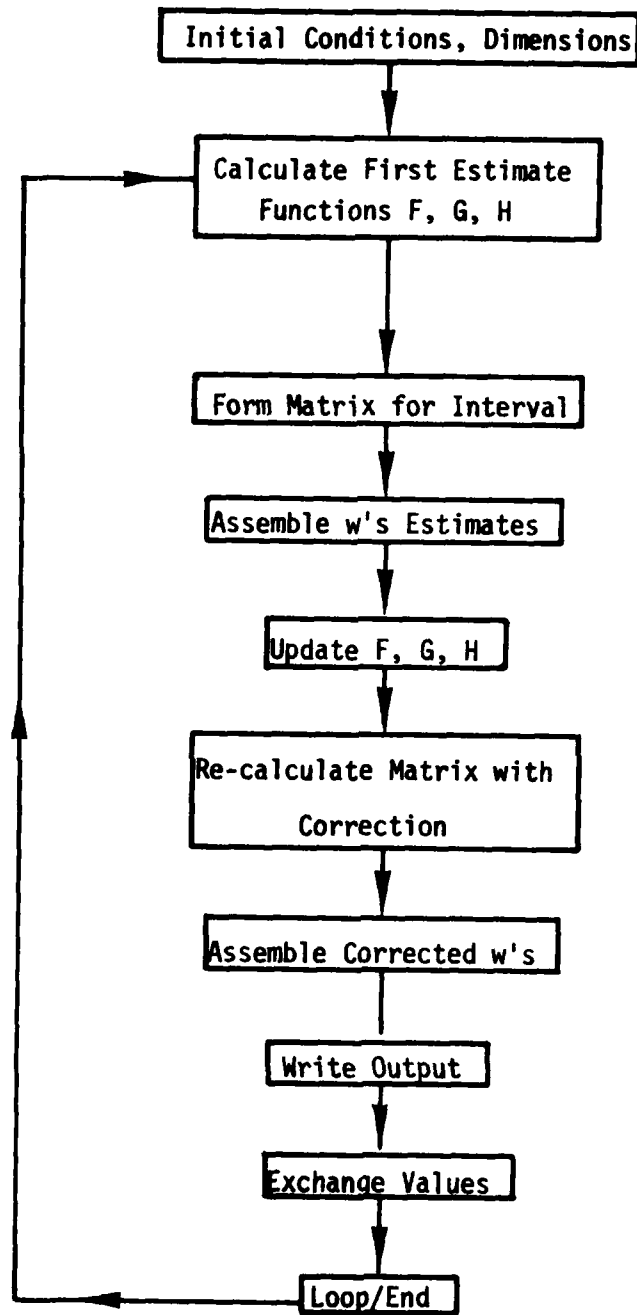 Initial Conditions, Dimensions
Calculate First Estimate
Functions F, G, H
Form Matrix for Interval
Assemble w's Estimates
Update F, G, H
Re-calculate Matrix with
Correction
Assemble Corrected w's
Write Output
Exchange Values
Loop/End